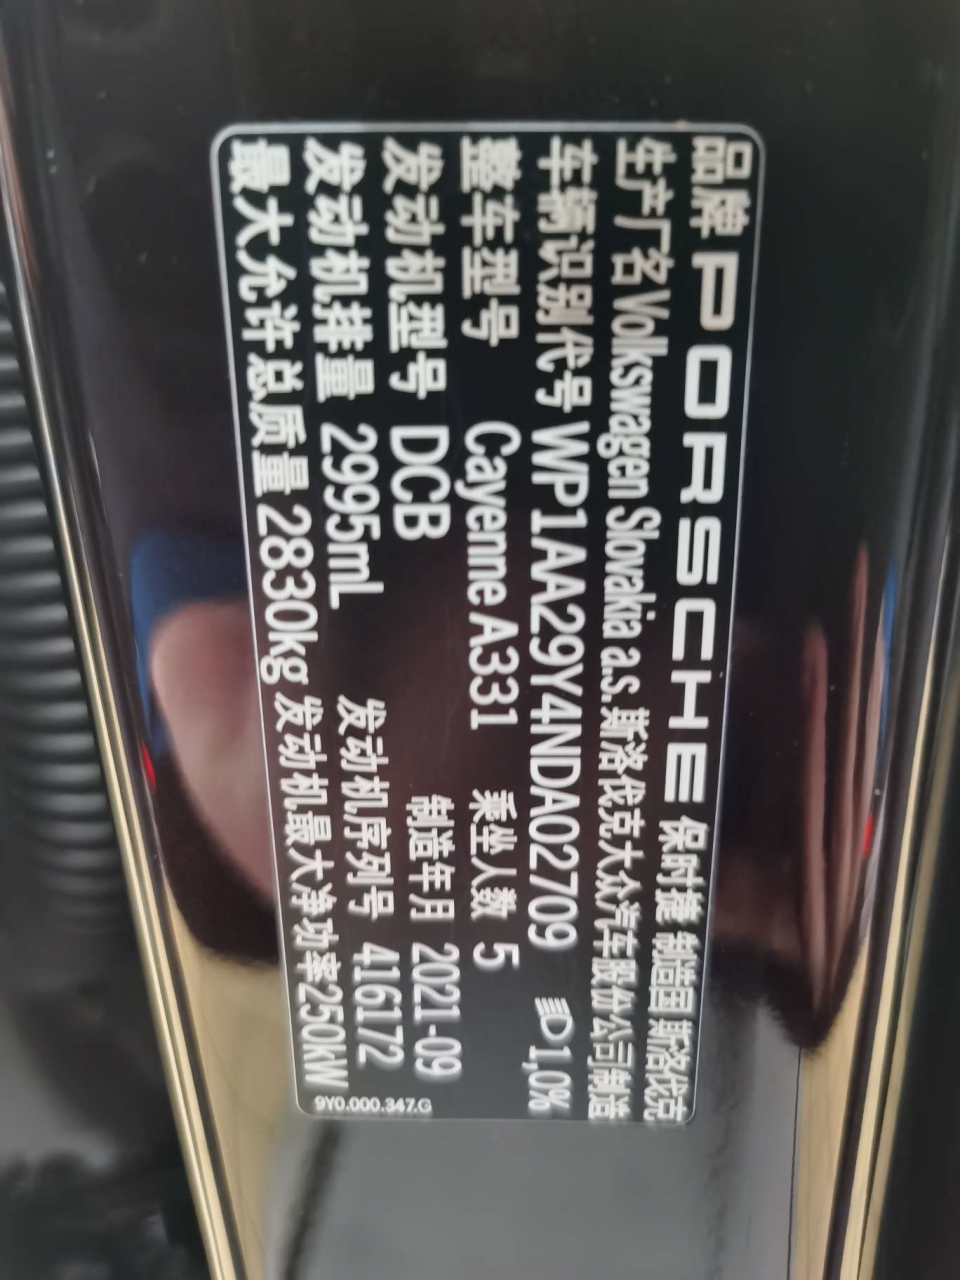 品牌 PORSCHE 保时捷 制造国 斯洛伐克
生产厂名 Volkswagen Slovakia a.s. 斯洛伐克大众汽车股份公司制造
车辆识别代号 WP1AA29Y4NDA02709 1,0%
整车型号 Cayenne A331 乘坐人数 5
发动机型号 DCB 制造年月 2021-09
发动机排量 2995mL 发动机序列号 416172
最大允许总质量 2830kg 发动机最大净功率250kW
9Y0.000.347.G